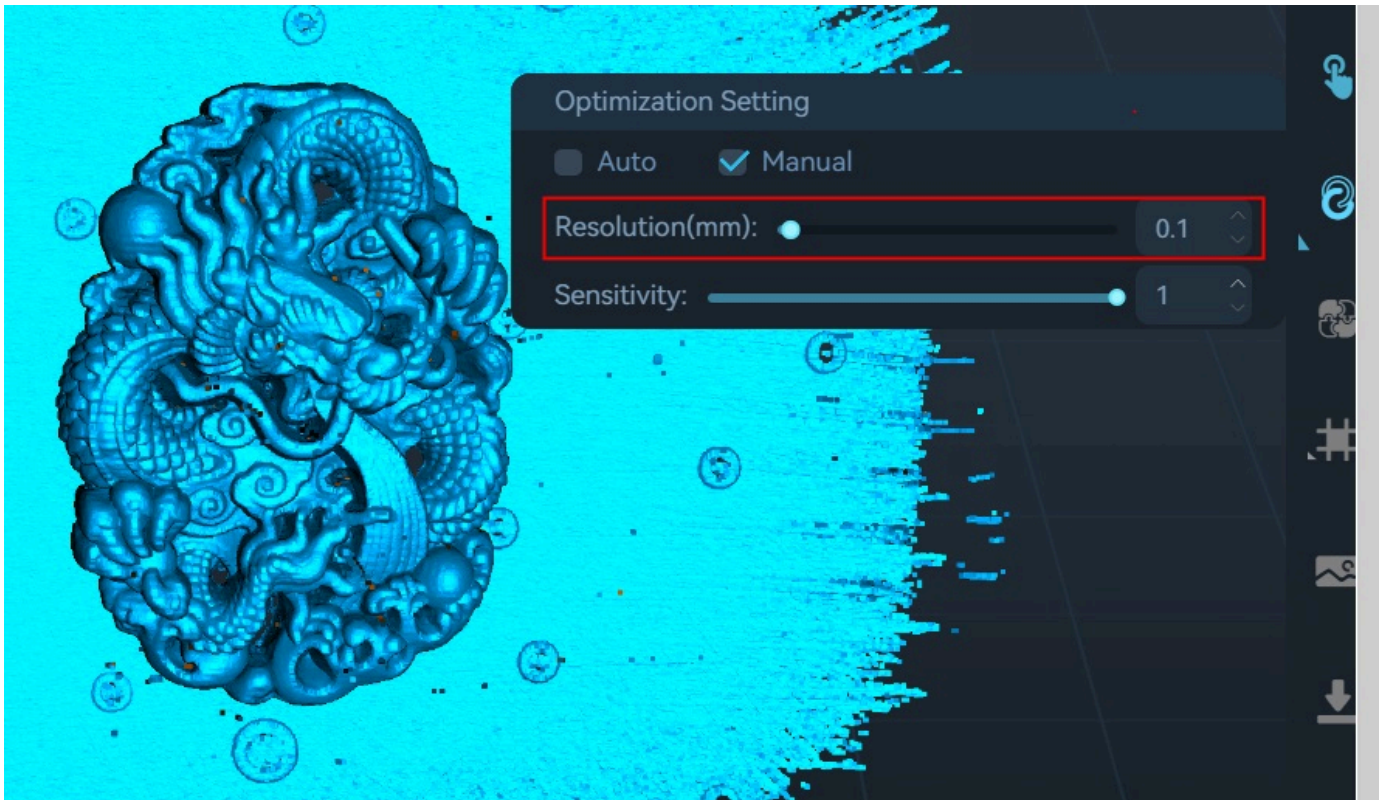 Optimization Setting
Auto Manual
Resolution(mm): 0.1
Sensitivity: 1